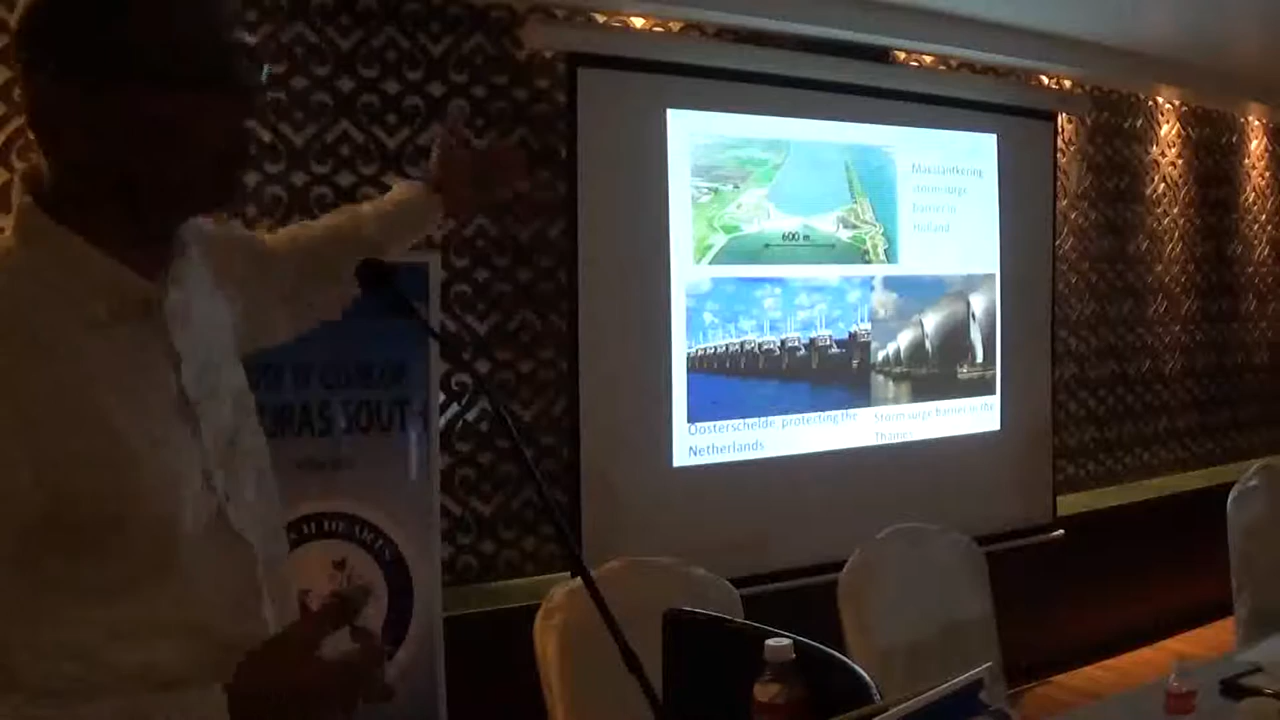 Maeslantkering
storm surge
barrier in
Holland
600 m
Oosterschelde protecting the
Netherlands
Storm surge barrier in the
Thames
MADRAS SOUTH
HEARTS